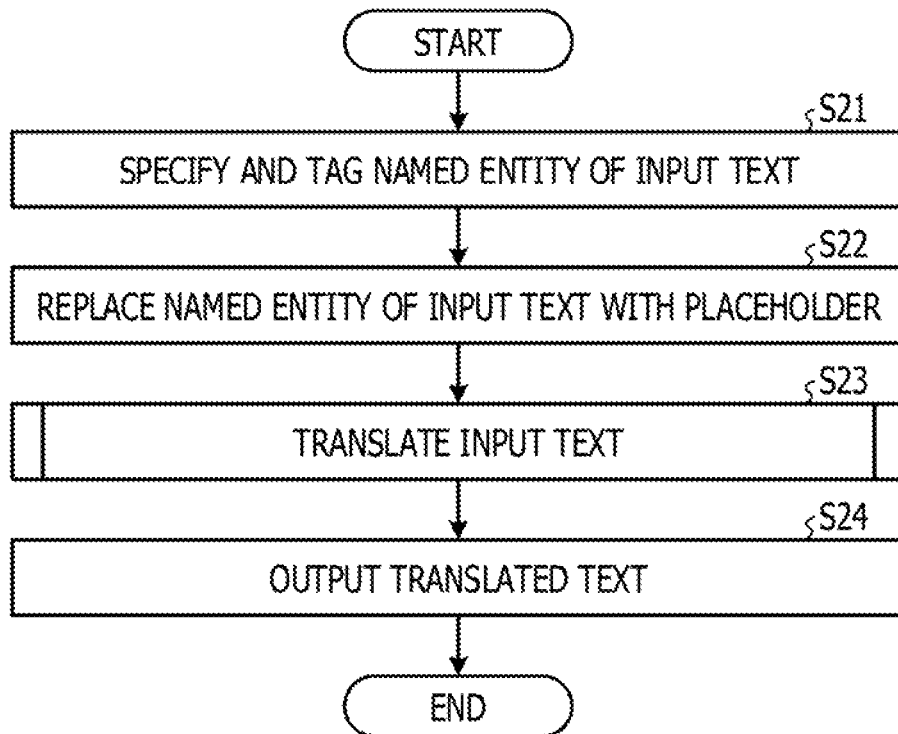 START
S21
SPECIFY AND TAG NAMED ENTITY OF INPUT TEXT
S22
REPLACE NAMED ENTITY OF INPUT TEXT WITH PLACEHOLDER
S23
TRANSLATE INPUT TEXT
S24
OUTPUT TRANSLATED TEXT
END